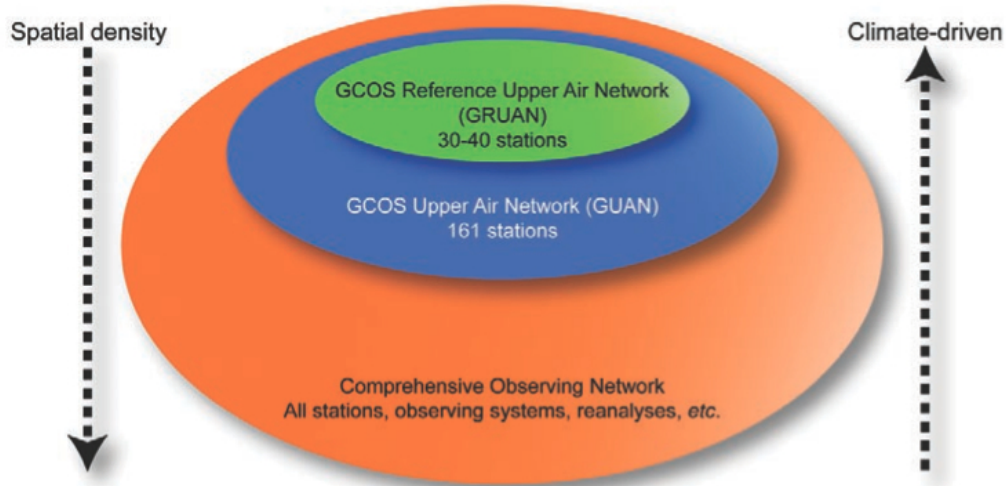 Spatial density
Climate-driven
GCOS Reference Upper Air Network
(GRUAN)
30-40 stations
GCOS Upper Air Network (GUAN)
161 stations
Comprehensive Observing Network
All stations, observing systems, reanalyses, etc.